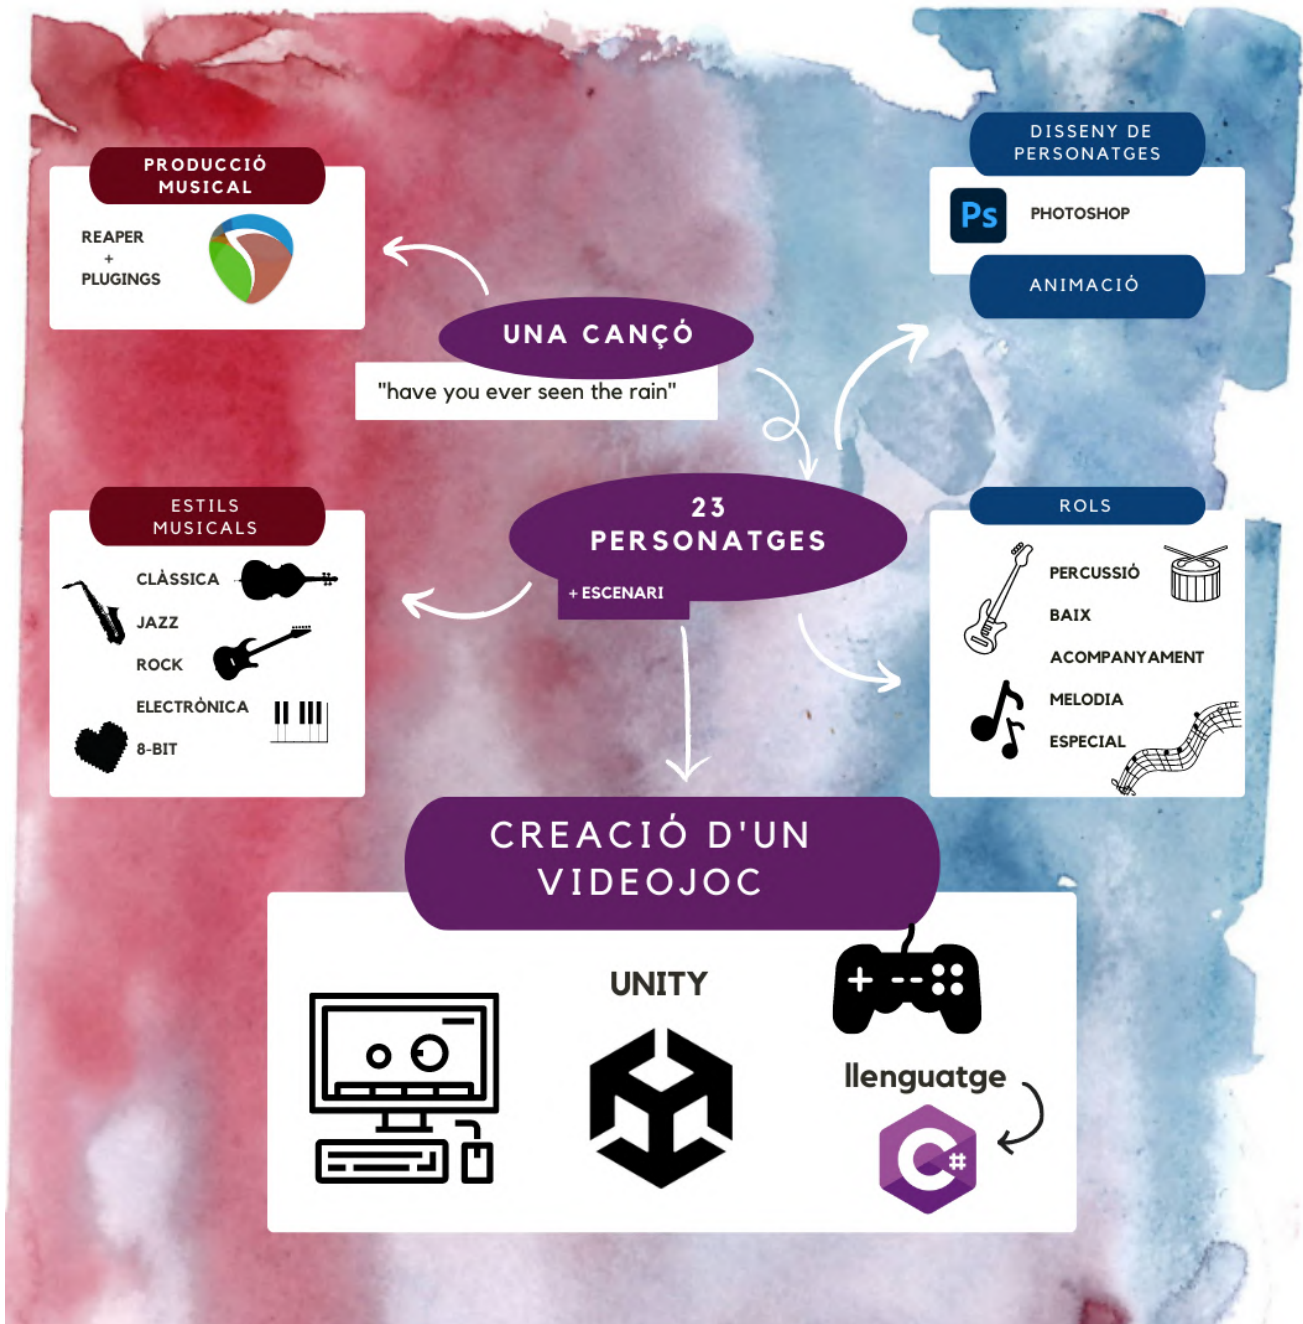 PRODUCCIÓ
MUSICAL
REAPER
+
PLUGINGS
DISSENY DE
PERSONATGES
Ps
PHOTOSHOP
ANIMACIÓ
UNA CANÇÓ
"have you ever seen the rain"
23
PERSONATGES
+ ESCENARI
ESTILS
MUSICALS
CLÀSSICA
JAZZ
ROCK
ELECTRÒNICA
8-BIT
ROLS
PERCUSSIÓ
BAIX
ACOMPANYAMENT
MELODIA
ESPECIAL
CREACIÓ D'UN
VIDEOJOC
UNITY
llenguatge
C#